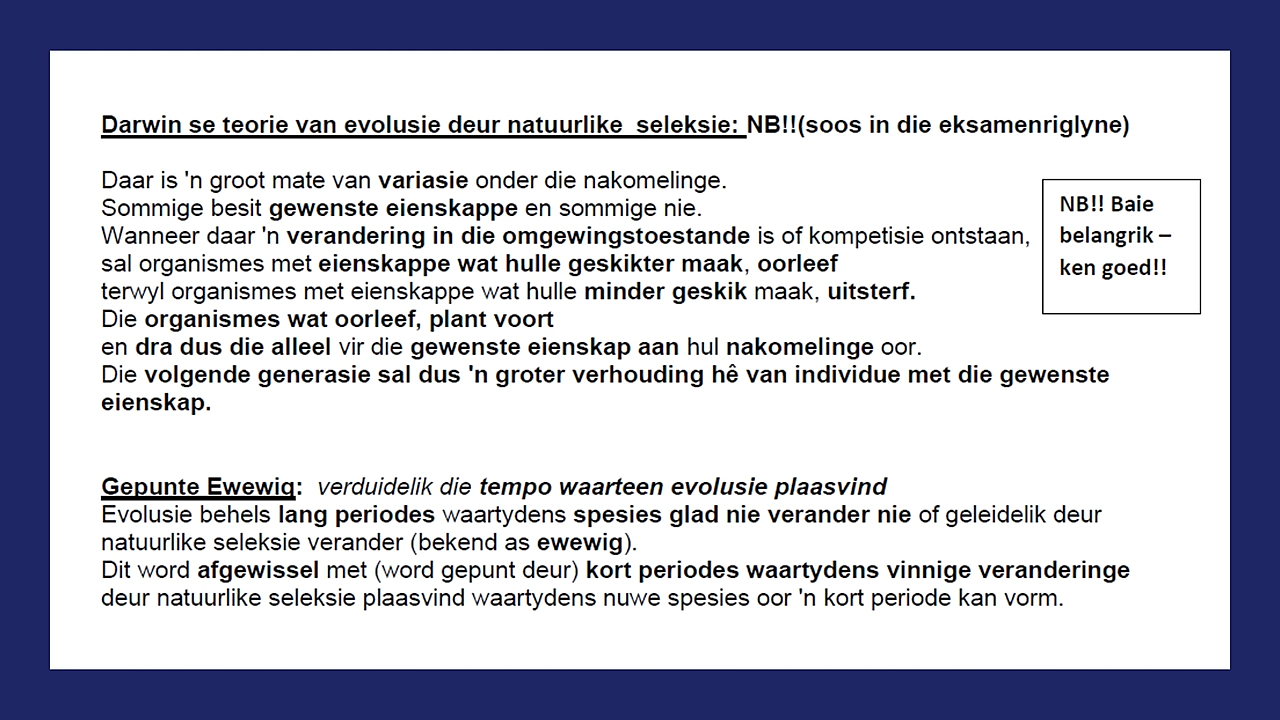 Darwin se teorie van evolusie deur natuurlike  seleksie: NB!!(soos in die eksamenriglyne)
Daar is 'n groot mate van variasie onder die nakomelinge.
Sommige besit gewenste eienskappe en sommige nie.
Wanneer daar 'n verandering in die omgewingstoestande is of kompetisie ontstaan,
sal organismes met eienskappe wat hulle geskikter maak, oorleef
terwyl organismes met eienskappe wat hulle minder geskik maak, uitsterf.
Die organismes wat oorleef, plant voort
en dra dus die alleel vir die gewenste eienskap aan hul nakomelinge oor.
Die volgende generasie sal dus 'n groter verhouding hê van individue met die gewenste
eienskap.
NB!! Baie
belangrik –
ken goed!!
Gepunte Ewewig:  verduidelik die tempo waarteen evolusie plaasvind
Evolusie behels lang periodes waartydens spesies glad nie verander nie of geleidelik deur
natuurlike seleksie verander (bekend as ewewig).
Dit word afgewissel met (word gepunt deur) kort periodes waartydens vinnige veranderinge
deur natuurlike seleksie plaasvind waartydens nuwe spesies oor 'n kort periode kan vorm.